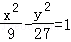 x²/9 − y²/27 = 1